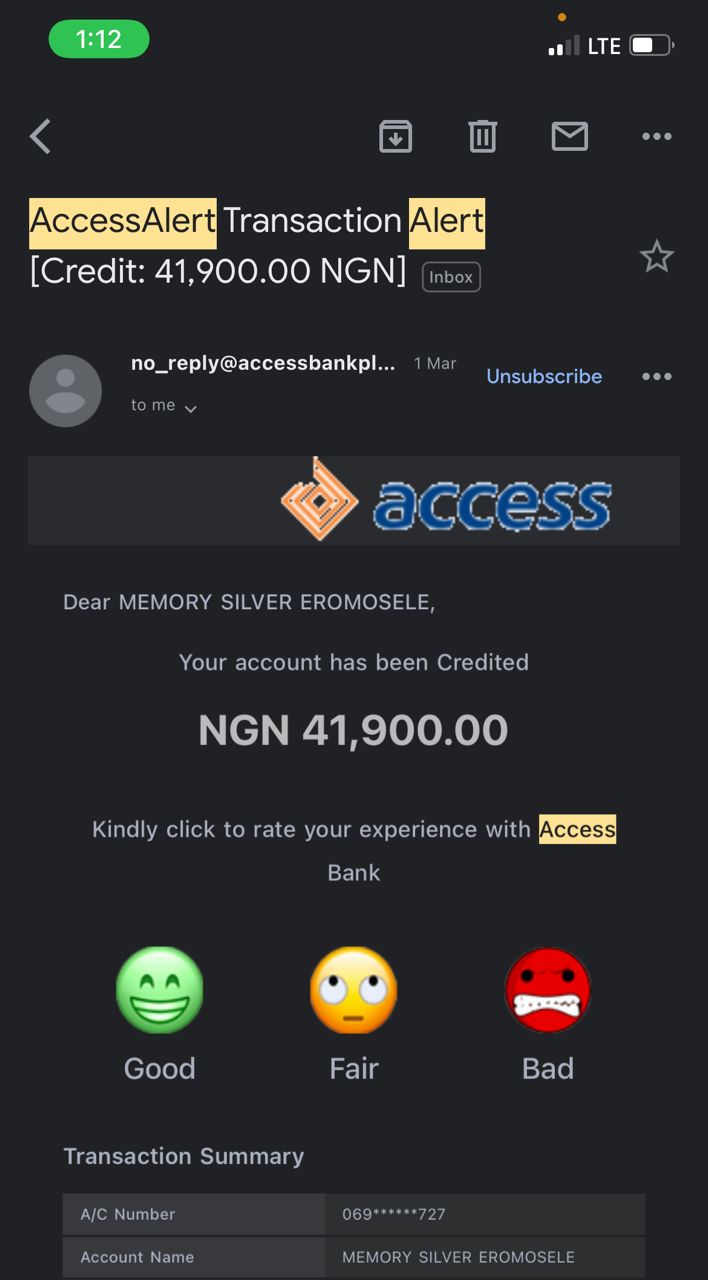 1:12
LTE
AccessAlert Transaction Alert
[Credit: 41,900.00 NGN] Inbox
no_reply@accessbankpl... 1 Mar
Unsubscribe
to me
access
Dear MEMORY SILVER EROMOSELE,
Your account has been Credited
NGN 41,900.00
Kindly click to rate your experience with Access
Bank
Good Fair Bad
Transaction Summary
A/C Number 069******727
Account Name MEMORY SILVER EROMOSELE